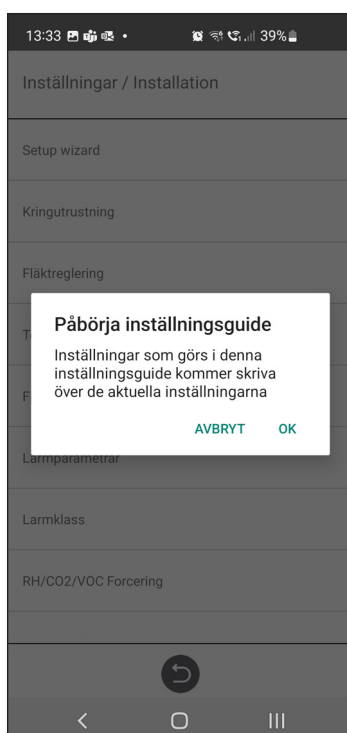 13:33
39%
Inställningar / Installation
Setup wizard
Kringutrustning
Fläktreglering
Påbörja inställningsguide
Inställningar som görs i denna
inställningsguide kommer skriva
över de aktuella inställningarna
AVBRYT OK
Larmparametrar
Larmklass
RH/CO2/VOC Forcering